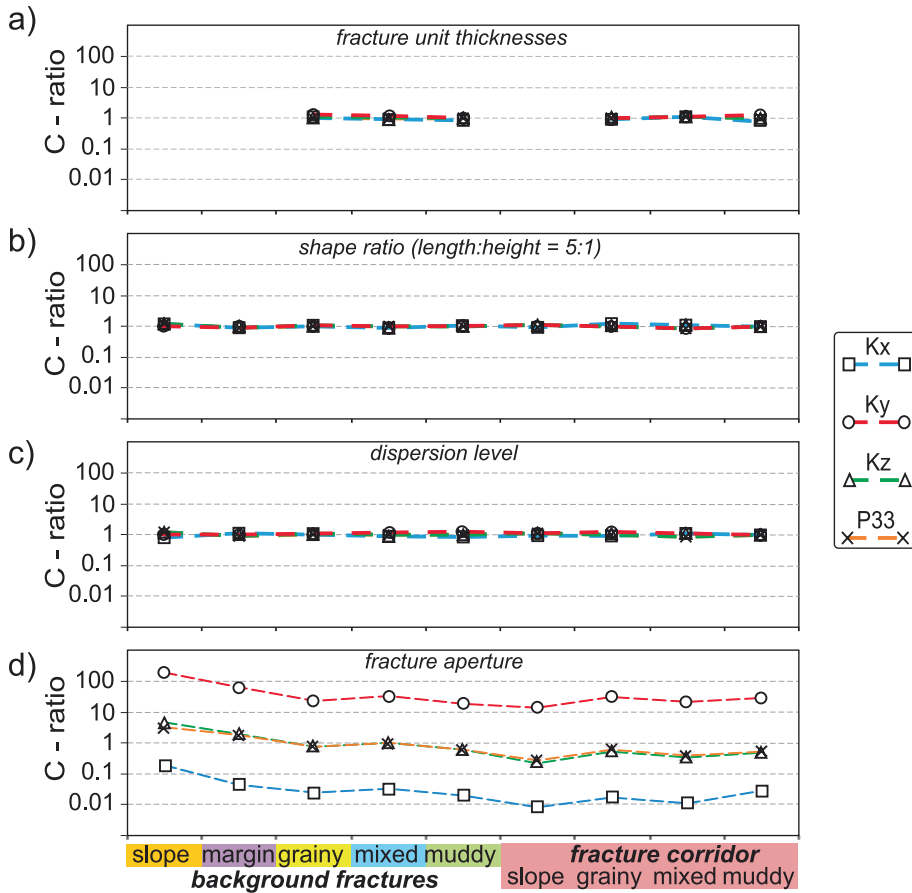 a)
fracture unit thicknesses
C - ratio
100
10
1
0.1
0.01
b)
shape ratio (length:height = 5:1)
C - ratio
100
10
1
0.1
0.01
c)
dispersion level
C - ratio
100
10
1
0.1
0.01
d)
fracture aperture
C - ratio
100
10
1
0.1
0.01
slope margin grainy mixed muddy
background fractures
fracture corridor
slope grainy mixed muddy
Kx
Ky
Kz
P33